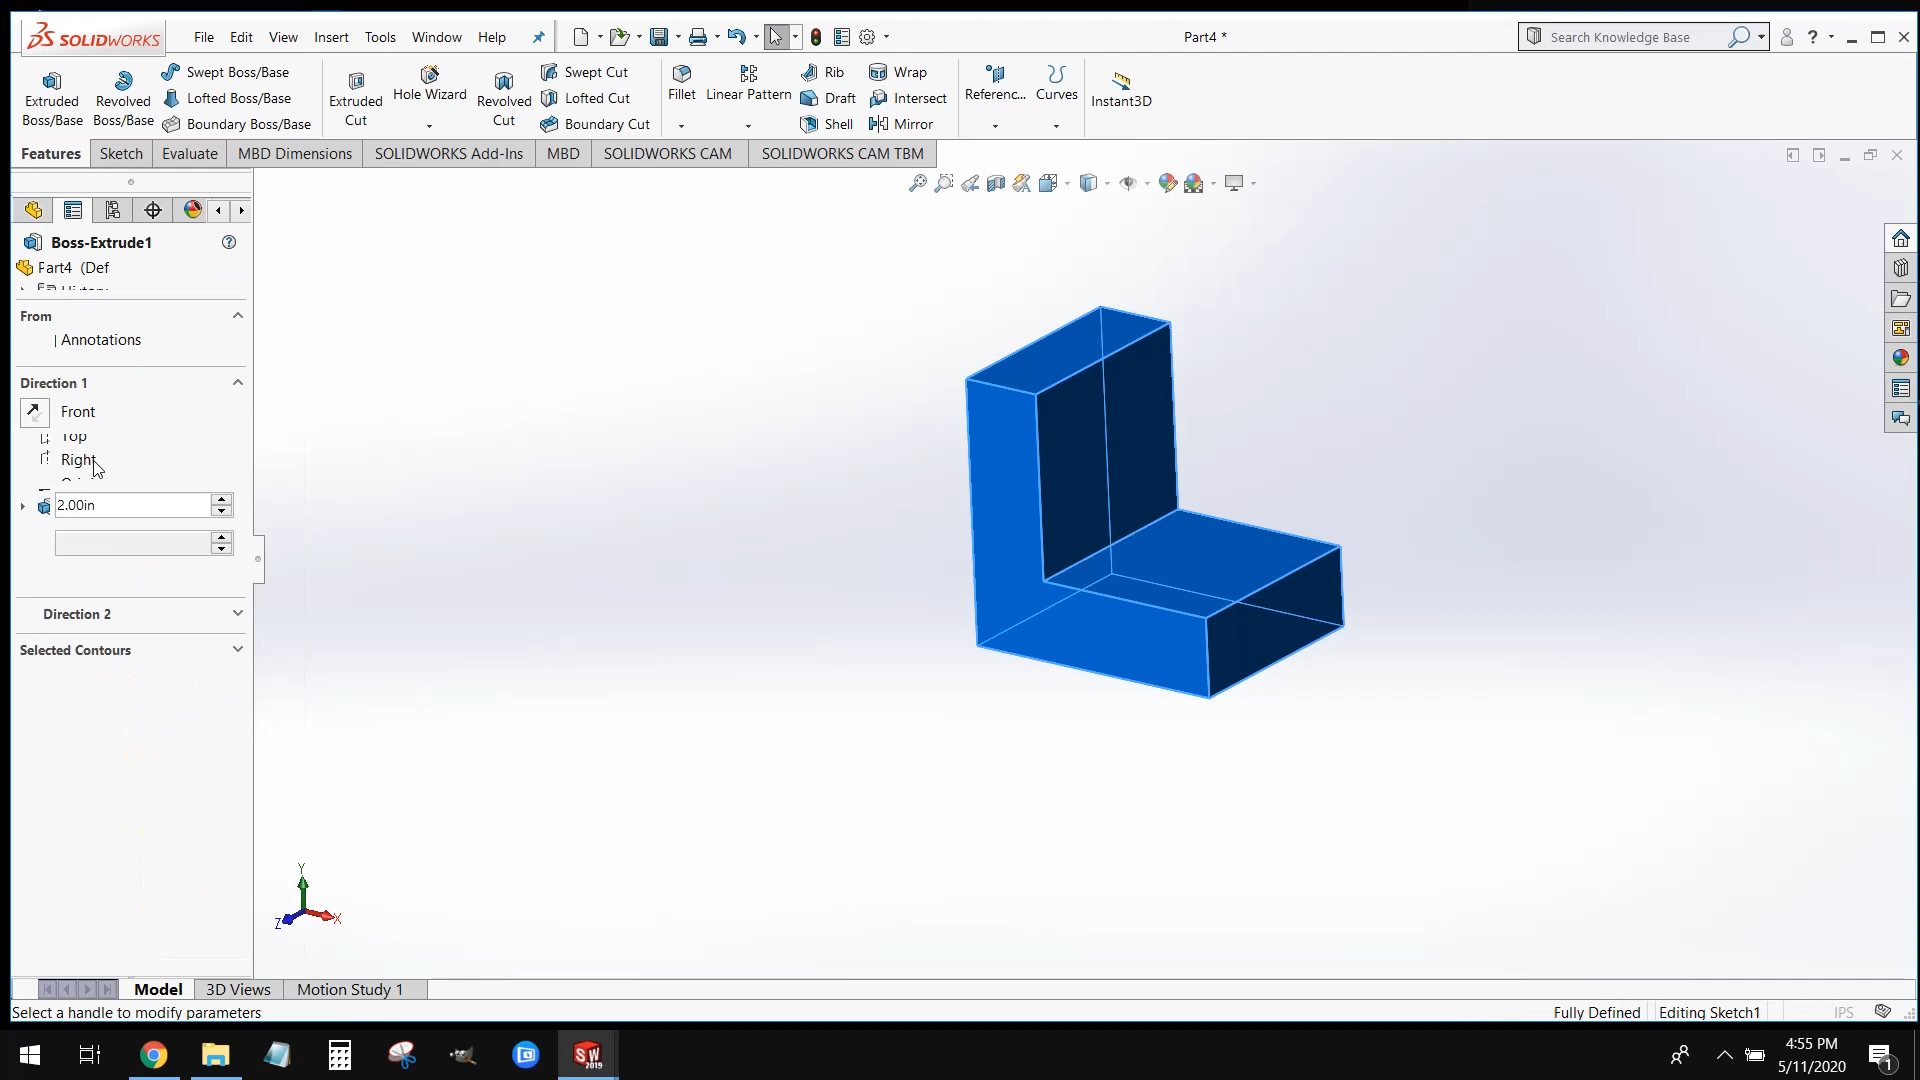 SOLIDWORKS File Edit View Insert Tools Window Help Part4 * Search Knowledge Base ?
Extruded Boss/Base
Revolved Boss/Base
Swept Boss/Base
Lofted Boss/Base
Boundary Boss/Base
Extruded Cut
Hole Wizard
Revolved Cut
Swept Cut
Lofted Cut
Boundary Cut
Fillet
Linear Pattern
Rib
Draft
Shell
Wrap
Intersect
Mirror
Referenc...
Curves
Instant3D
Features Sketch Evaluate MBD Dimensions SOLIDWORKS Add-Ins MBD SOLIDWORKS CAM SOLIDWORKS CAM TBM
Boss-Extrude1
Part4 (Def
From
Annotations
Direction 1
Front
Top
Right
2.00in
Direction 2
Selected Contours
Y
Z
X
Model 3D Views Motion Study 1
Select a handle to modify parameters Fully Defined Editing Sketch1 IPS
SW
2019
4:55 PM
5/11/2020
1